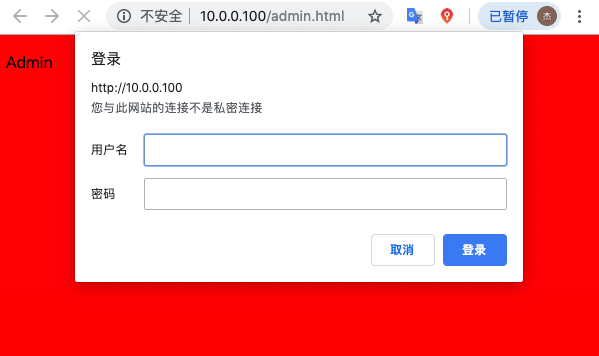 不安全 10.0.0.100/admin.html 已暂停 杰
Admin
登录
http://10.0.0.100
您与此网站的连接不是私密连接
用户名
密码
取消 登录